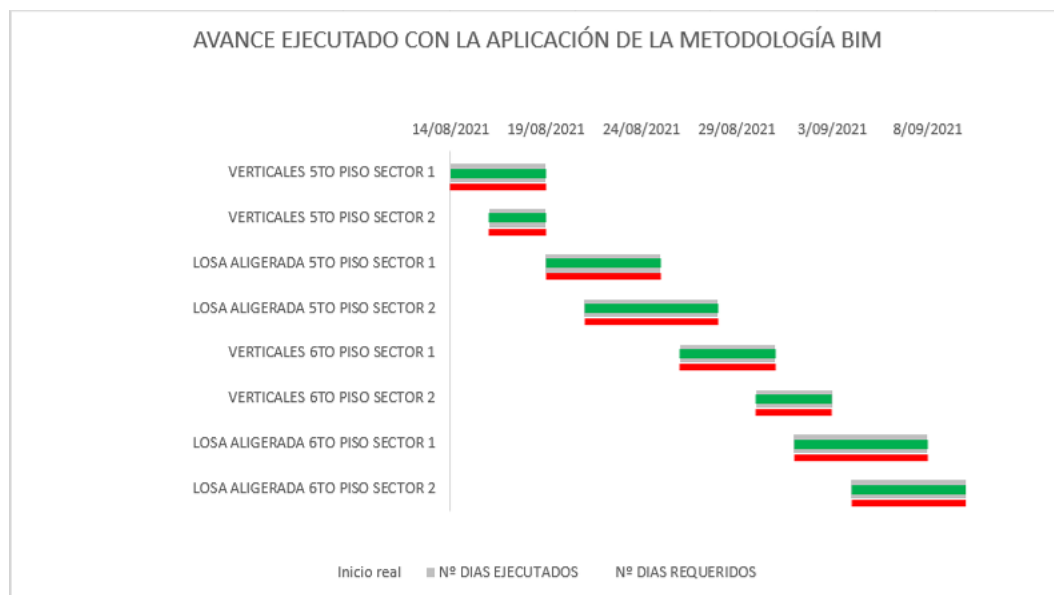 AVANCE EJECUTADO CON LA APLICACIÓN DE LA METODOLOGÍA BIM
14/08/2021 19/08/2021 24/08/2021 29/08/2021 3/09/2021 8/09/2021
VERTICALES 5TO PISO SECTOR 1
VERTICALES 5TO PISO SECTOR 2
LOSA ALIGERADA 5TO PISO SECTOR 1
LOSA ALIGERADA 5TO PISO SECTOR 2
VERTICALES 6TO PISO SECTOR 1
VERTICALES 6TO PISO SECTOR 2
LOSA ALIGERADA 6TO PISO SECTOR 1
LOSA ALIGERADA 6TO PISO SECTOR 2
Inicio real Nº DIAS EJECUTADOS Nº DIAS REQUERIDOS